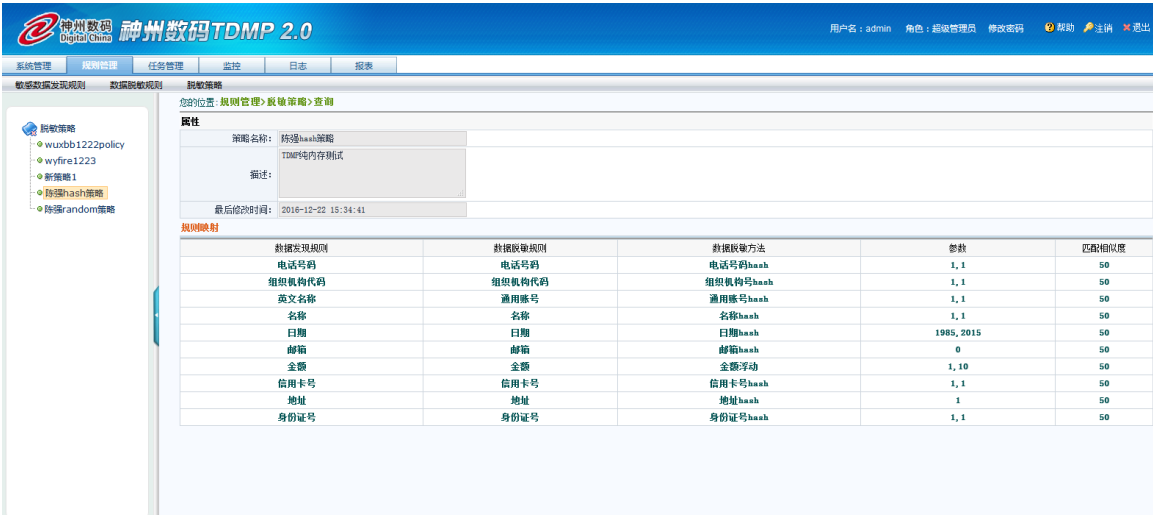 神州数码 Digital China 神州数码TDMP 2.0
用户名：admin 角色：超级管理员 修改密码 帮助 注销 退出
系统管理 规则管理 任务管理 监控 日志 报表
敏感数据发现规则 数据脱敏规则 脱敏策略
您的位置: 规则管理>脱敏策略>查询
脱敏策略
wuxbb1222policy
wyfire1223
新策略1
陈强hash策略
陈强random策略
属性
策略名称： 陈强hash策略
描述： TDMP纯内存测试
最后修改时间： 2016-12-22 15:34:41
规则映射
数据发现规则 数据脱敏规则 数据脱敏方法 参数 匹配相似度
电话号码 电话号码 电话号码hash 1,1 50
组织机构代码 组织机构代码 组织机构号hash 1,1 50
英文名称 通用账号 通用账号hash 1,1 50
名称 名称 名称hash 1,1 50
日期 日期 日期hash 1985,2015 50
邮箱 邮箱 邮箱hash 0 50
金额 金额 金额浮动 1,10 50
信用卡号 信用卡号 信用卡号hash 1,1 50
地址 地址 地址hash 1 50
身份证号 身份证号 身份证号hash 1,1 50